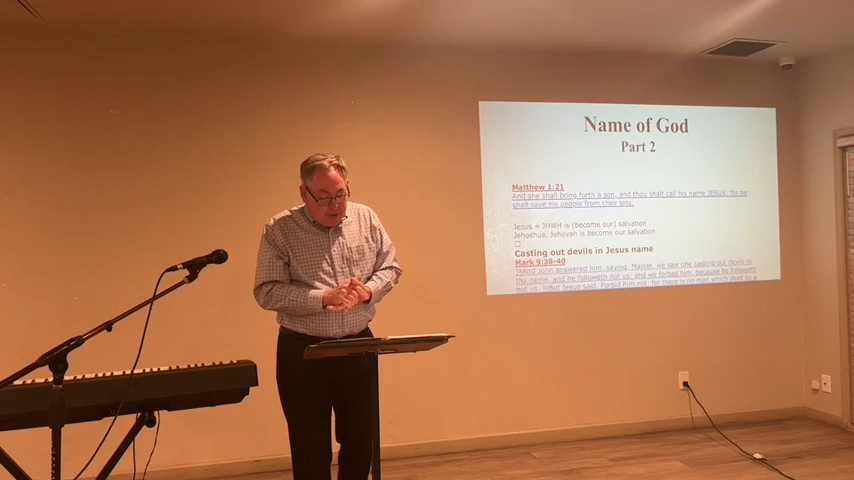 Name of God
Part 2
Matthew 1:21
And she shall bring forth a son, and thou shalt call his name JESUS: for he
shall save his people from their sins.
Jesus = JHWH is (become our) salvation
Jehoshua, Jehovah is become our salvation
Casting out devils in Jesus name
Mark 9:38-40
And John answered him, saying, Master, we saw one casting out devils in
thy name, and he followeth not us: and we forbad him, because he followeth
not us. But Jesus said, Forbid him not: for there is no man which shall do a